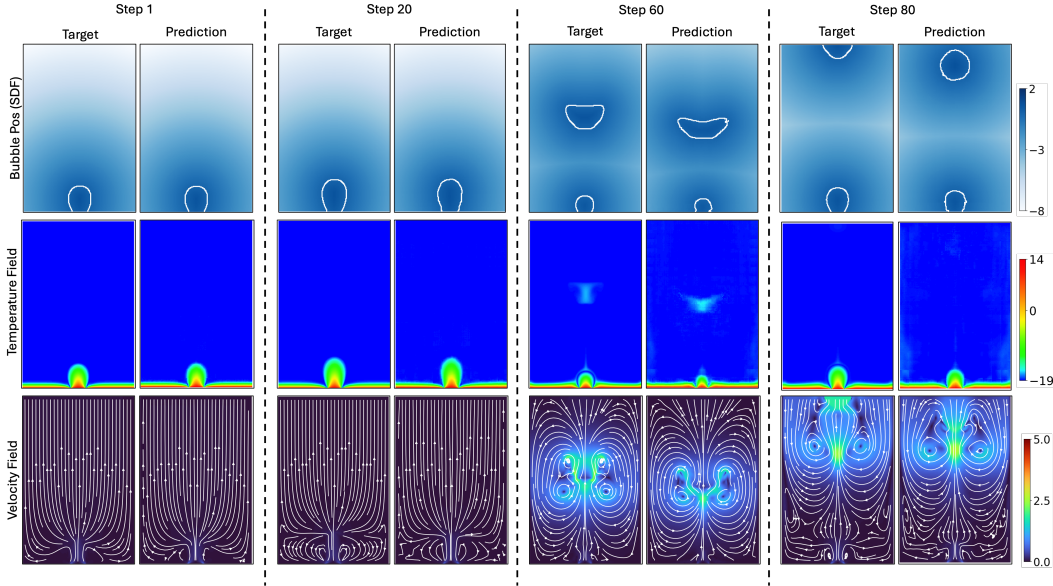 Step 1
Step 20
Step 60
Step 80
Target
Prediction
Target
Prediction
Target
Prediction
Target
Prediction
Bubble Pos (SDF)
2
−3
−8
Temperature Field
14
0
−19
Velocity Field
5.0
2.5
0.0